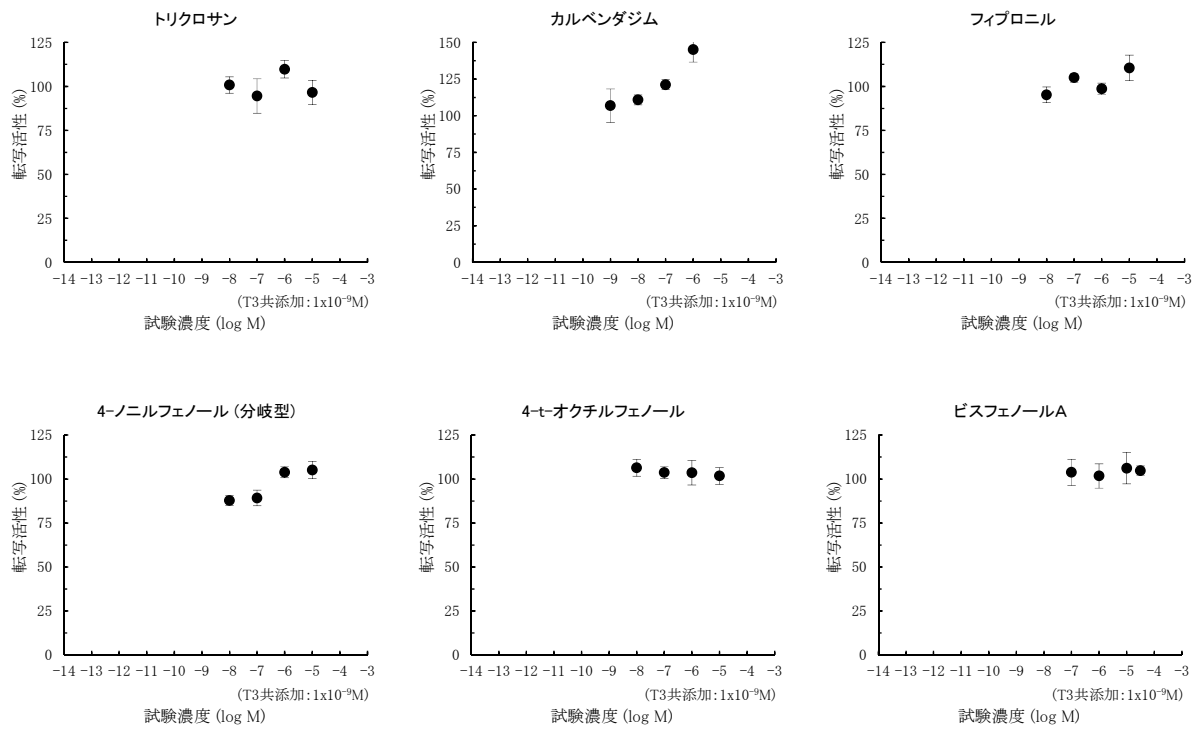 トリクロサン
125
100
75
50
25
0
転写活性 (%)
-14 -13 -12 -11 -10 -9 -8 -7 -6 -5 -4 -3
(T3共添加:1x10⁻⁹M)
試験濃度 (log M)
カルベンダジム
150
125
100
75
50
25
0
転写活性 (%)
-14 -13 -12 -11 -10 -9 -8 -7 -6 -5 -4 -3
(T3共添加:1x10⁻⁹M)
試験濃度 (log M)
フィプロニル
125
100
75
50
25
0
転写活性 (%)
-14 -13 -12 -11 -10 -9 -8 -7 -6 -5 -4 -3
(T3共添加:1x10⁻⁹M)
試験濃度 (log M)
4-ノニルフェノール (分岐型)
125
100
75
50
25
0
転写活性 (%)
-14 -13 -12 -11 -10 -9 -8 -7 -6 -5 -4 -3
(T3共添加:1x10⁻⁹M)
試験濃度 (log M)
4-t-オクチルフェノール
125
100
75
50
25
0
転写活性 (%)
-14 -13 -12 -11 -10 -9 -8 -7 -6 -5 -4 -3
(T3共添加:1x10⁻⁹M)
試験濃度 (log M)
ビスフェノールA
125
100
75
50
25
0
転写活性 (%)
-14 -13 -12 -11 -10 -9 -8 -7 -6 -5 -4 -3
(T3共添加:1x10⁻⁹M)
試験濃度 (log M)